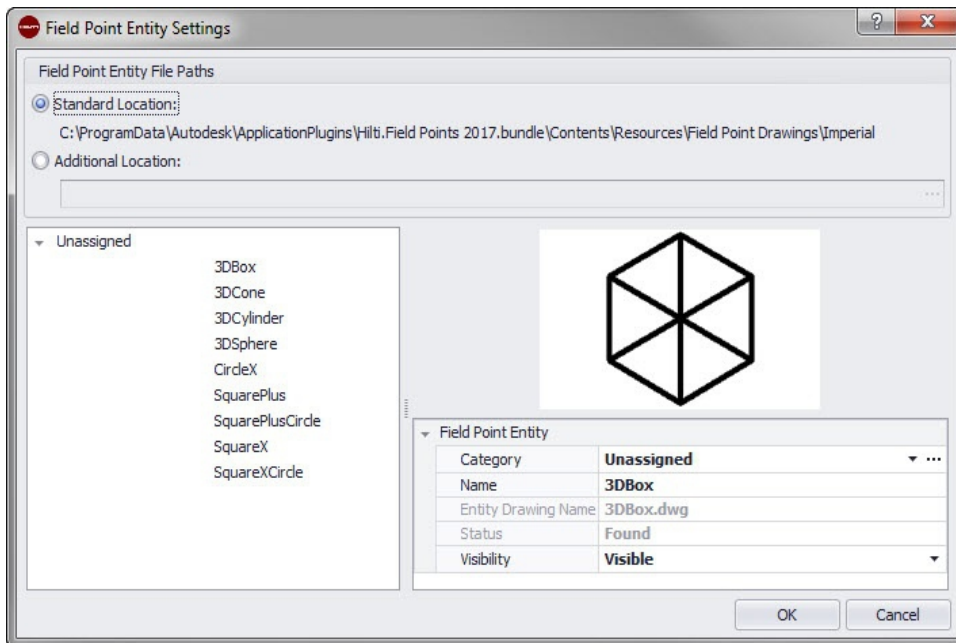 Field Point Entity Settings
Field Point Entity File Paths
Standard Location:
C:\ProgramData\Autodesk\ApplicationPlugins\Hilti.Field Points 2017.bundle\Contents\Resources\Field Point Drawings\Imperial
Additional Location:
Unassigned
3DBox
3DCone
3DCylinder
3DSphere
CircleX
SquarePlus
SquarePlusCircle
SquareX
SquareXCircle
Field Point Entity
Category Unassigned
Name 3DBox
Entity Drawing Name 3DBox.dwg
Status Found
Visibility Visible
OK Cancel